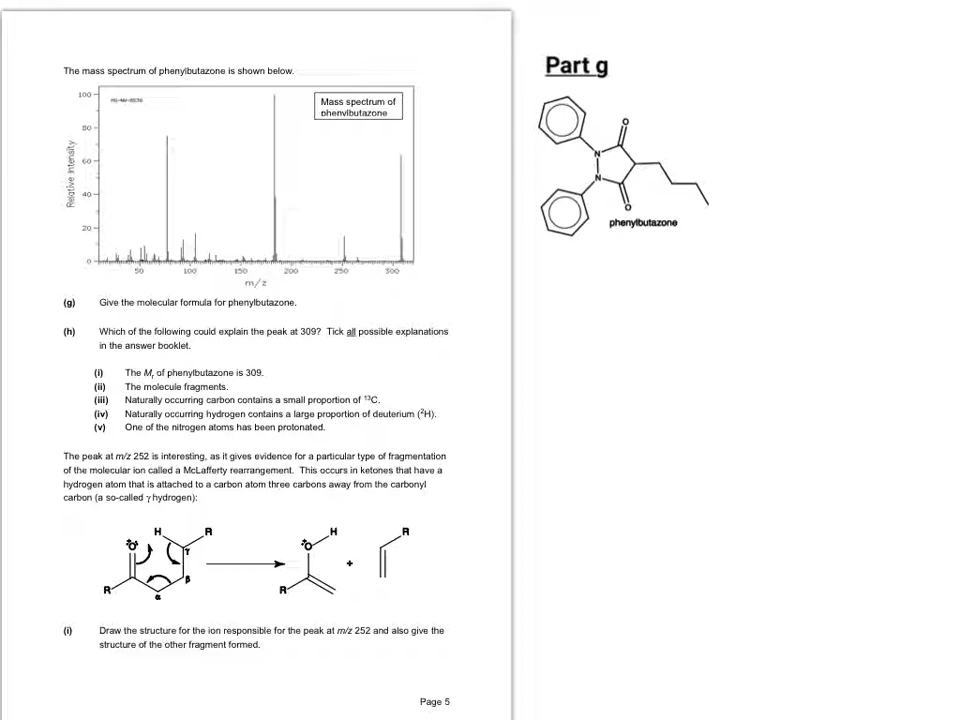 The mass spectrum of phenylbutazone is shown below.
100
80
60
40
20
0
Relative Intensity
Mass spectrum of
phenylbutazone
50
100
150
200
250
300
m/z
(g) Give the molecular formula for phenylbutazone.
(h) Which of the following could explain the peak at 309? Tick all possible explanations
in the answer booklet.
(i) The Mr of phenylbutazone is 309.
(ii) The molecule fragments.
(iii) Naturally occurring carbon contains a small proportion of ¹³C.
(iv) Naturally occurring hydrogen contains a large proportion of deuterium (²H).
(v) One of the nitrogen atoms has been protonated.
The peak at m/z 252 is interesting, as it gives evidence for a particular type of fragmentation
of the molecular ion called a McLafferty rearrangement. This occurs in ketones that have a
hydrogen atom that is attached to a carbon atom three carbons away from the carbonyl
carbon (a so-called γ hydrogen):
H R H R
O γ O +
R α β R
(i) Draw the structure for the ion responsible for the peak at m/z 252 and also give the
structure of the other fragment formed.
Page 5
Part g
O
N
N
O
phenylbutazone